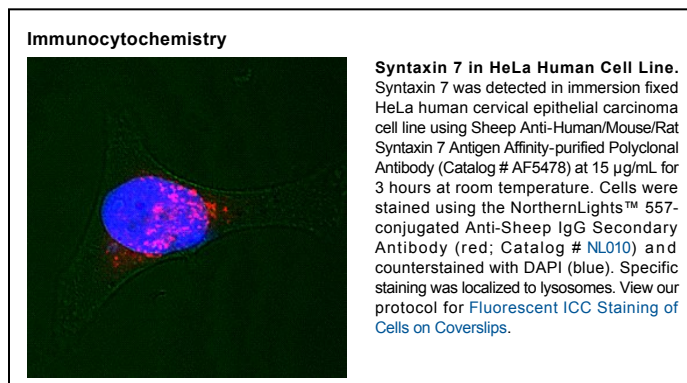 Immunocytochemistry
Syntaxin 7 in HeLa Human Cell Line.
Syntaxin 7 was detected in immersion fixed
HeLa human cervical epithelial carcinoma
cell line using Sheep Anti-Human/Mouse/Rat
Syntaxin 7 Antigen Affinity-purified Polyclonal
Antibody (Catalog # AF5478) at 15 µg/mL for
3 hours at room temperature. Cells were
stained using the NorthernLights™ 557-
conjugated Anti-Sheep IgG Secondary
Antibody (red; Catalog # NL010) and
counterstained with DAPI (blue). Specific
staining was localized to lysosomes. View our
protocol for Fluorescent ICC Staining of
Cells on Coverslips.